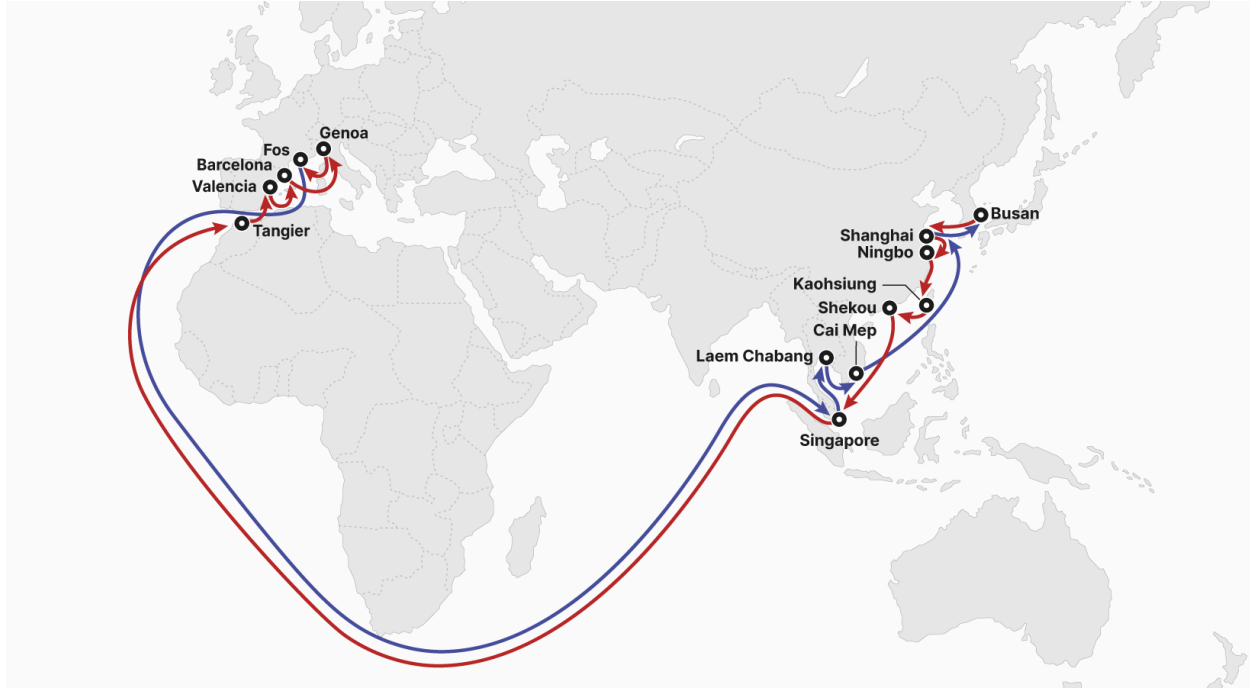 Genoa
Fos
Barcelona
Valencia
Tangier
Busan
Shanghai
Ningbo
Kaohsiung
Shekou
Cai Mep
Laem Chabang
Singapore